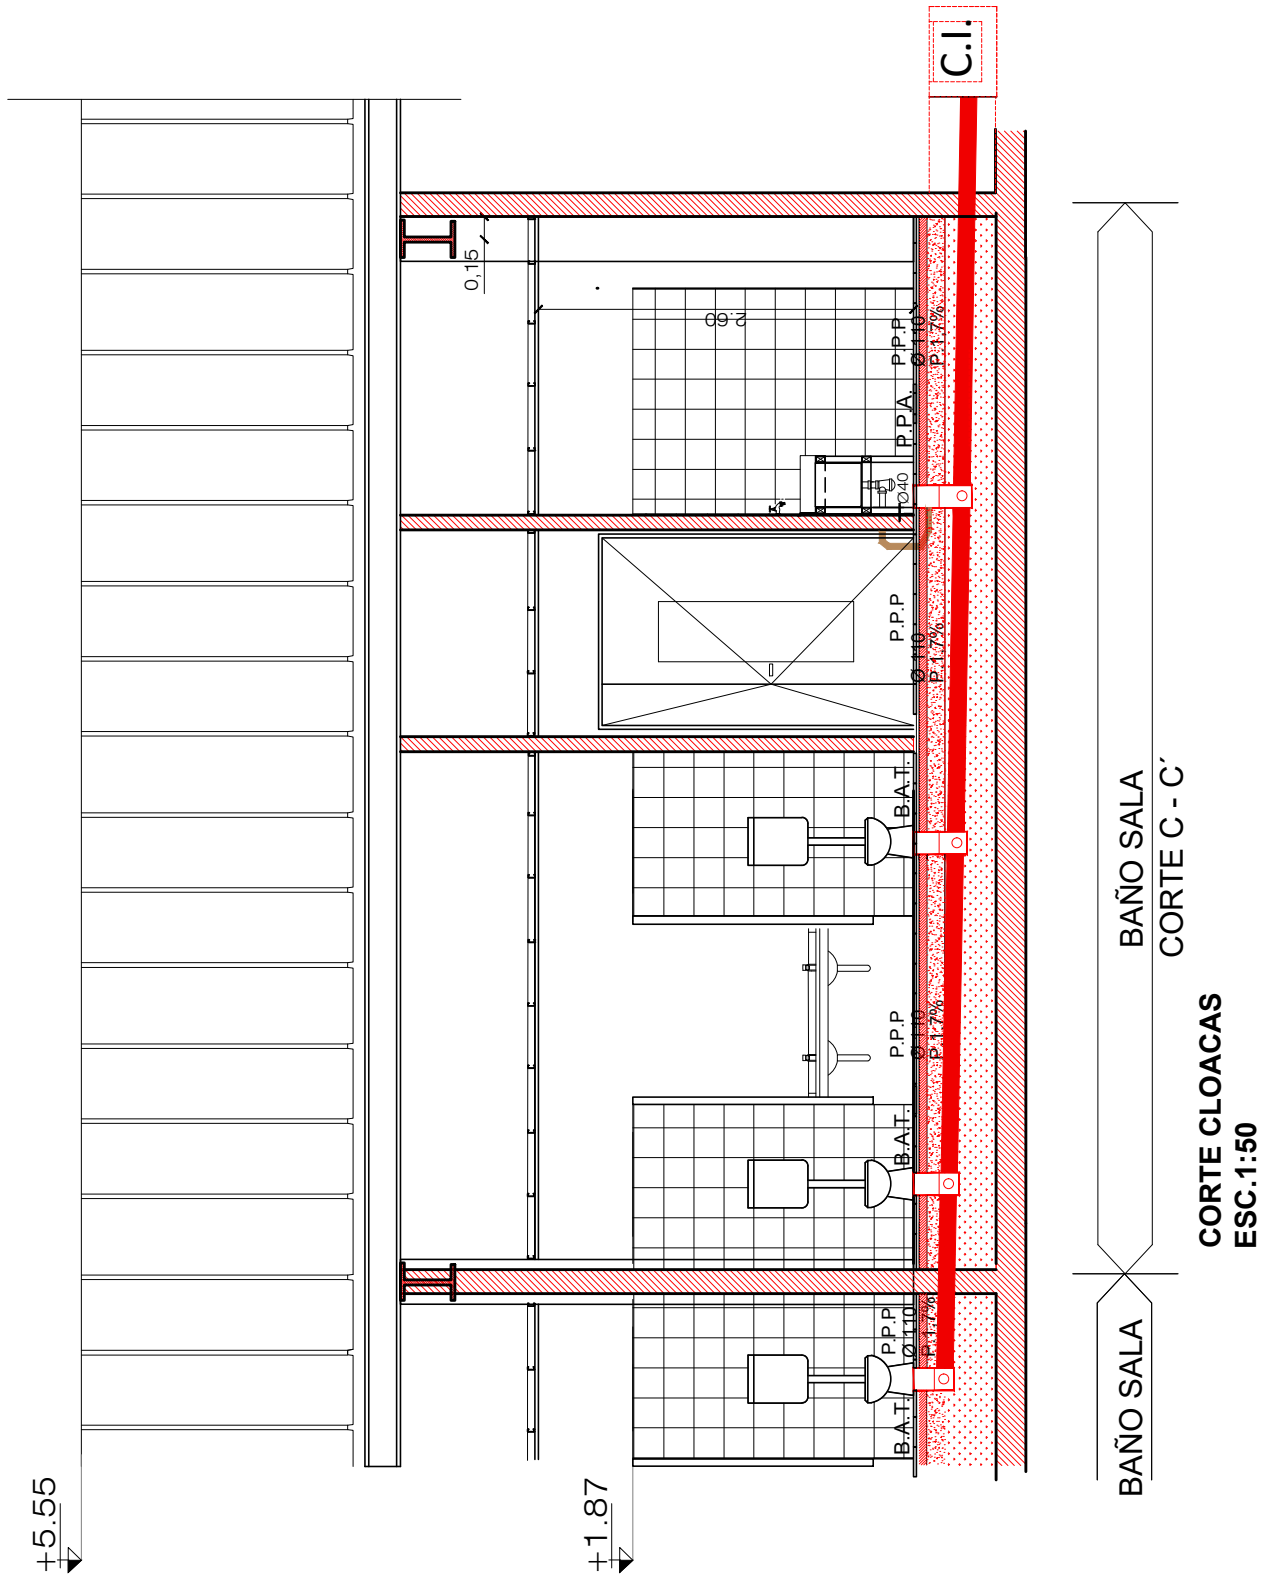 +5.55
+1.87
0,15
2.60
C.I.
P.P.P
Ø 110
P. 1.7%
P.P.A.
Ø40
P.P.P
Ø 110
P. 1.7%
B.A.T.
P.P.P
Ø 110
P. 1.7%
B.A.T.
P.P.P
Ø 110
P. 1.7%
B.A.T.
BAÑO SALA
BAÑO SALA
CORTE C - C´
CORTE CLOACAS
ESC.1:50